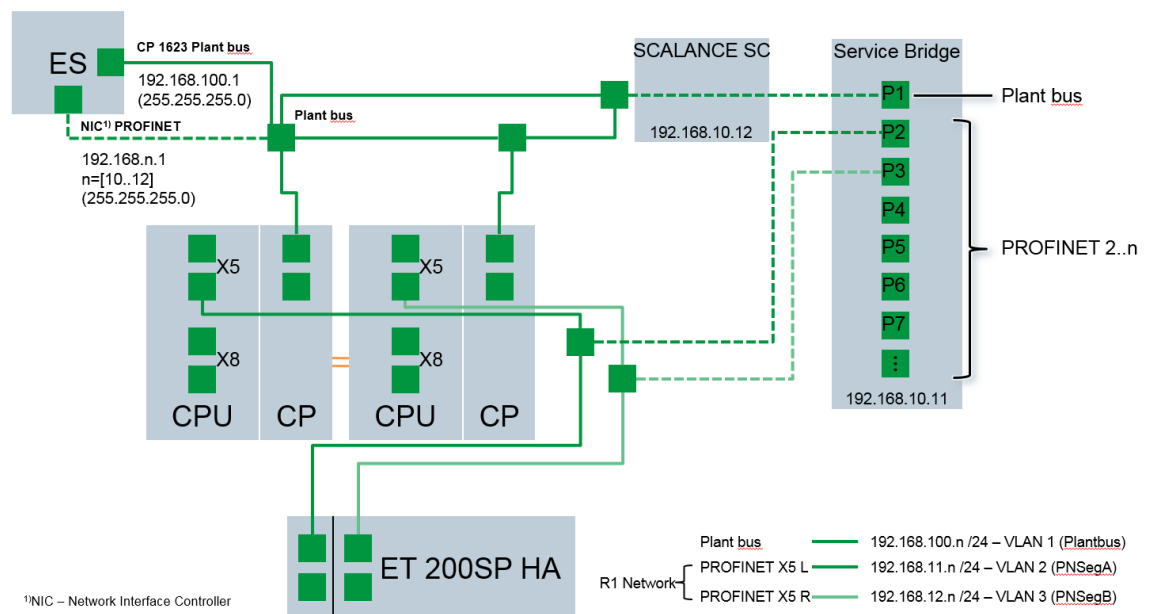 ES
CP 1623 Plant bus
192.168.100.1
(255.255.255.0)
NIC¹⁾ PROFINET
192.168.n.1
n=[10..12]
(255.255.255.0)
Plant bus
SCALANCE SC
192.168.10.12
Service Bridge
P1
P2
P3
P4
P5
P6
P7
⋮
192.168.10.11
Plant bus
PROFINET 2..n
X5
X8
CPU
CP
X5
X8
CPU
CP
ET 200SP HA
Plant bus 192.168.100.n /24 – VLAN 1 (Plantbus)
R1 Network
PROFINET X5 L 192.168.11.n /24 – VLAN 2 (PNSegA)
PROFINET X5 R 192.168.12.n /24 – VLAN 3 (PNSegB)
¹⁾NIC – Network Interface Controller